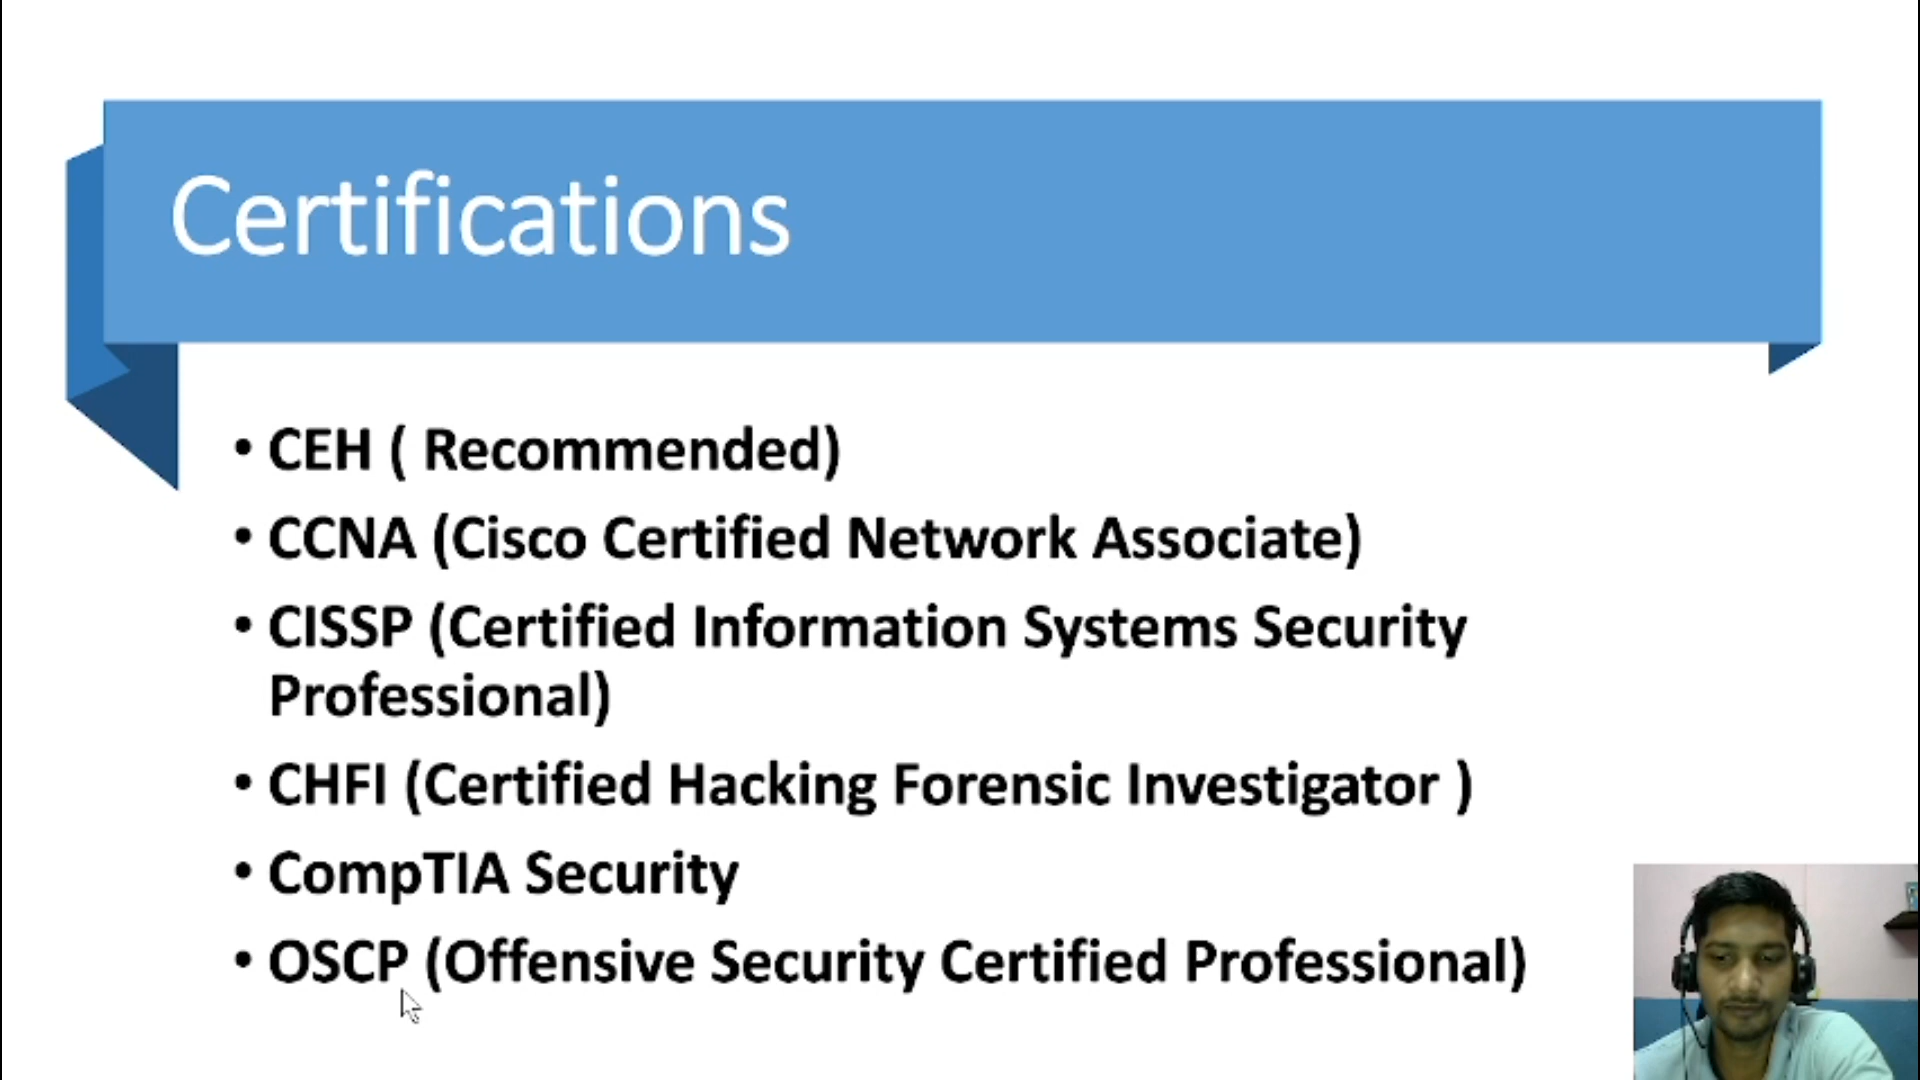 Certifications
• CEH ( Recommended)
• CCNA (Cisco Certified Network Associate)
• CISSP (Certified Information Systems Security
Professional)
• CHFI (Certified Hacking Forensic Investigator )
• CompTIA Security
• OSCP (Offensive Security Certified Professional)